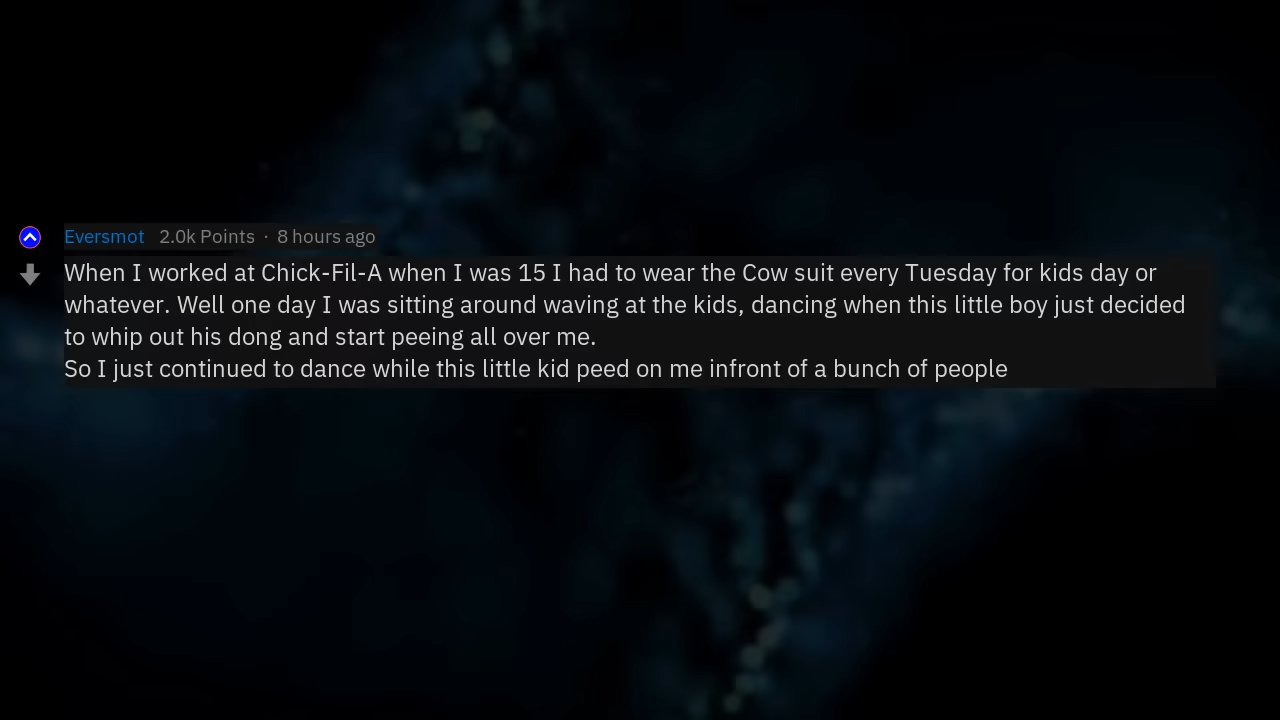 Eversmot 2.0k Points · 8 hours ago
When I worked at Chick-Fil-A when I was 15 I had to wear the Cow suit every Tuesday for kids day or
whatever. Well one day I was sitting around waving at the kids, dancing when this little boy just decided
to whip out his dong and start peeing all over me.
So I just continued to dance while this little kid peed on me infront of a bunch of people